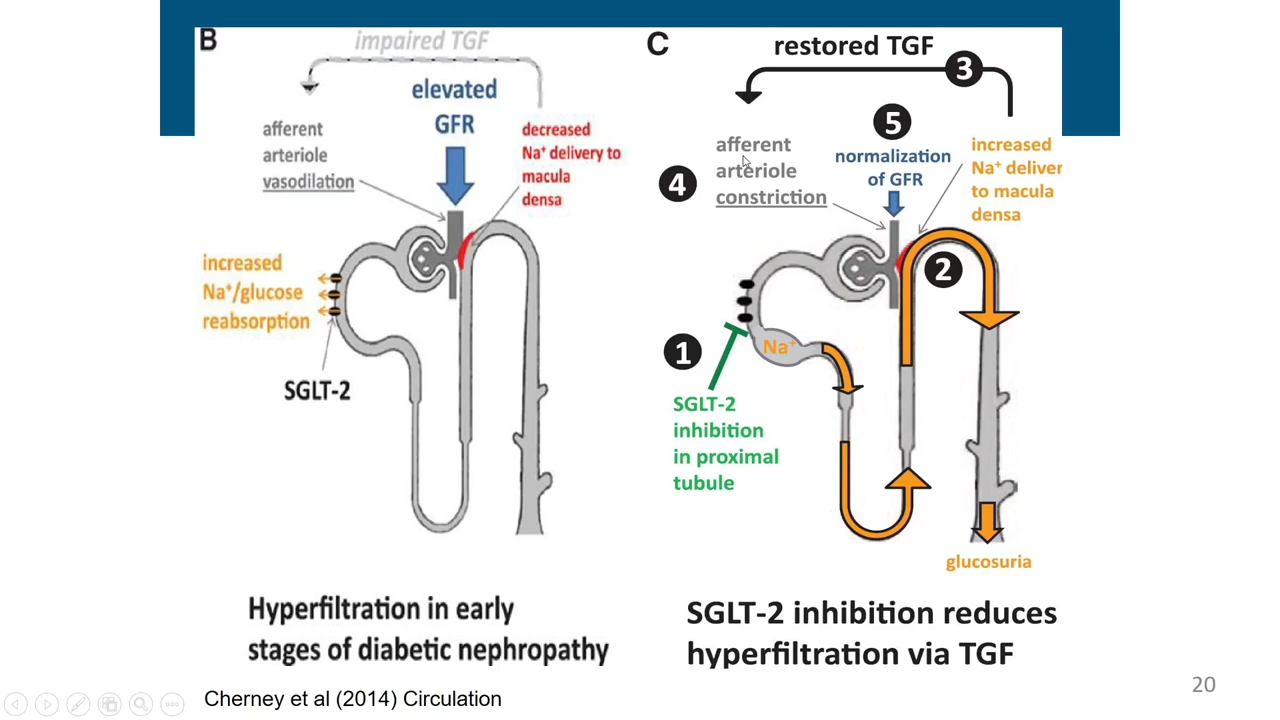 B
impaired TGF
elevated
GFR
afferent
arteriole
vasodilation
decreased
Na⁺ delivery to
macula
densa
increased
Na⁺/glucose
reabsorption
SGLT-2
Hyperfiltration in early
stages of diabetic nephropathy
C
restored TGF
3
5
afferent
arteriole
constriction
4
normalization
of GFR
increased
Na⁺ deliver
to macula
densa
2
1
Na⁺
SGLT-2
inhibition
in proximal
tubule
glucosuria
SGLT-2 inhibition reduces
hyperfiltration via TGF
Cherney et al (2014) Circulation
20